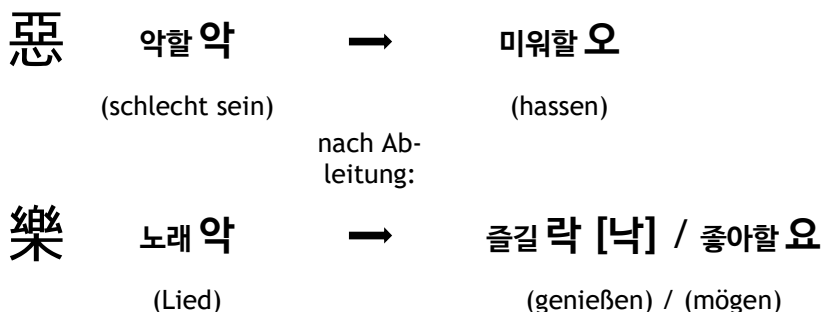 惡 악할 악 → 미워할 오
(schlecht sein) (hassen)
nach Ab-
leitung:
樂 노래 악 → 즐길 락 [낙] / 좋아할 요
(Lied) (genießen) / (mögen)